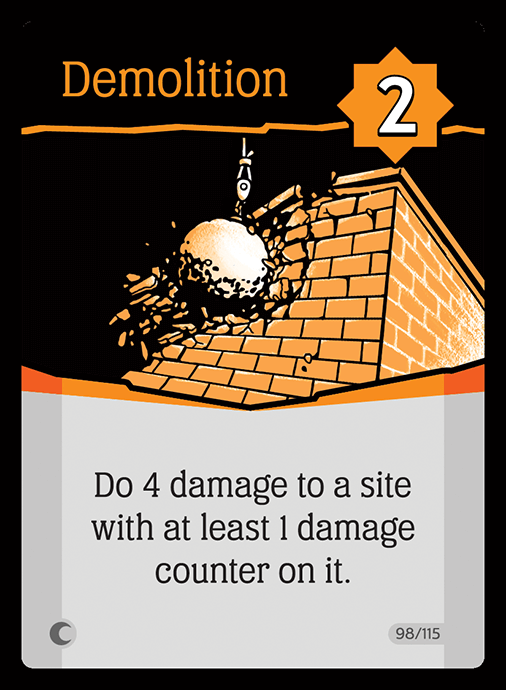 Demolition
2
Do 4 damage to a site
with at least 1 damage
counter on it.
98/115